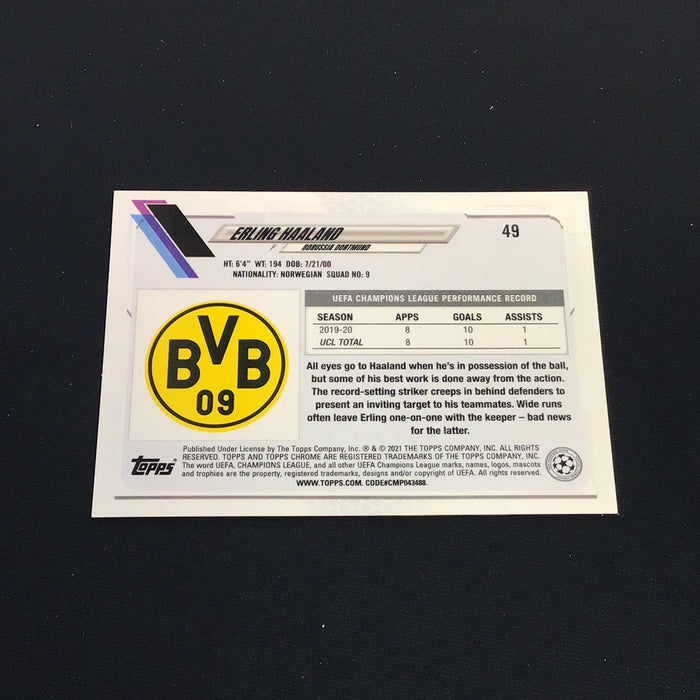 ERLING HAALAND
49
F BORUSSIA DORTMUND
HT: 6'4" WT: 194 DOB: 7/21/00
NATIONALITY: NORWEGIAN SQUAD NO: 9
BVB
09
UEFA CHAMPIONS LEAGUE PERFORMANCE RECORD
SEASON APPS GOALS ASSISTS
2019-20 8 10 1
UCL TOTAL 8 10 1
All eyes go to Haaland when he's in possession of the ball,
but some of his best work is done away from the action.
The record-setting striker creeps in behind defenders to
present an inviting target to his teammates. Wide runs
often leave Erling one-on-one with the keeper – bad news
for the latter.
Topps
Published Under License by The Topps Company, Inc. ® & © 2021 THE TOPPS COMPANY, INC. ALL RIGHTS
RESERVED. TOPPS AND TOPPS CHROME ARE REGISTERED TRADEMARKS OF THE TOPPS COMPANY, INC.
The word UEFA, CHAMPIONS LEAGUE, and all other UEFA Champions League marks, names, logos, mascots
and trophies are the property, registered trademarks, designs and/or copyright of UEFA. All rights reserved.
WWW.TOPPS.COM. CODE#CMP043488.